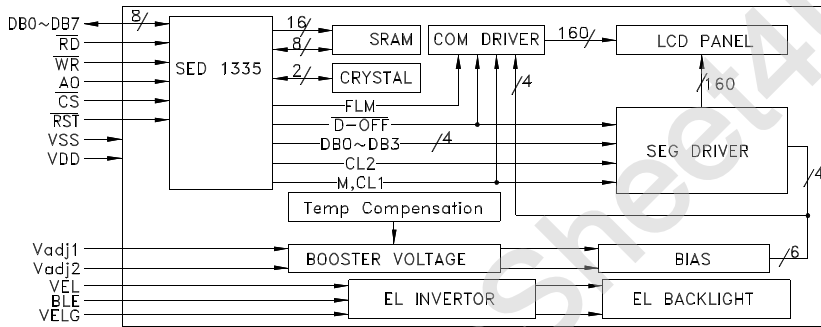 DB0~DB7
8
RD
WR
A0
CS
RST
VSS
VDD
SED 1335
16
8
SRAM
2
CRYSTAL
COM DRIVER
160
LCD PANEL
4
160
FLM
D-OFF
DB0~DB3
4
CL2
M,CL1
SEG DRIVER
4
Temp Compensation
Vadj1
Vadj2
BOOSTER VOLTAGE
BIAS
6
VEL
BLE
VELG
EL INVERTOR
EL BACKLIGHT
Sheet4